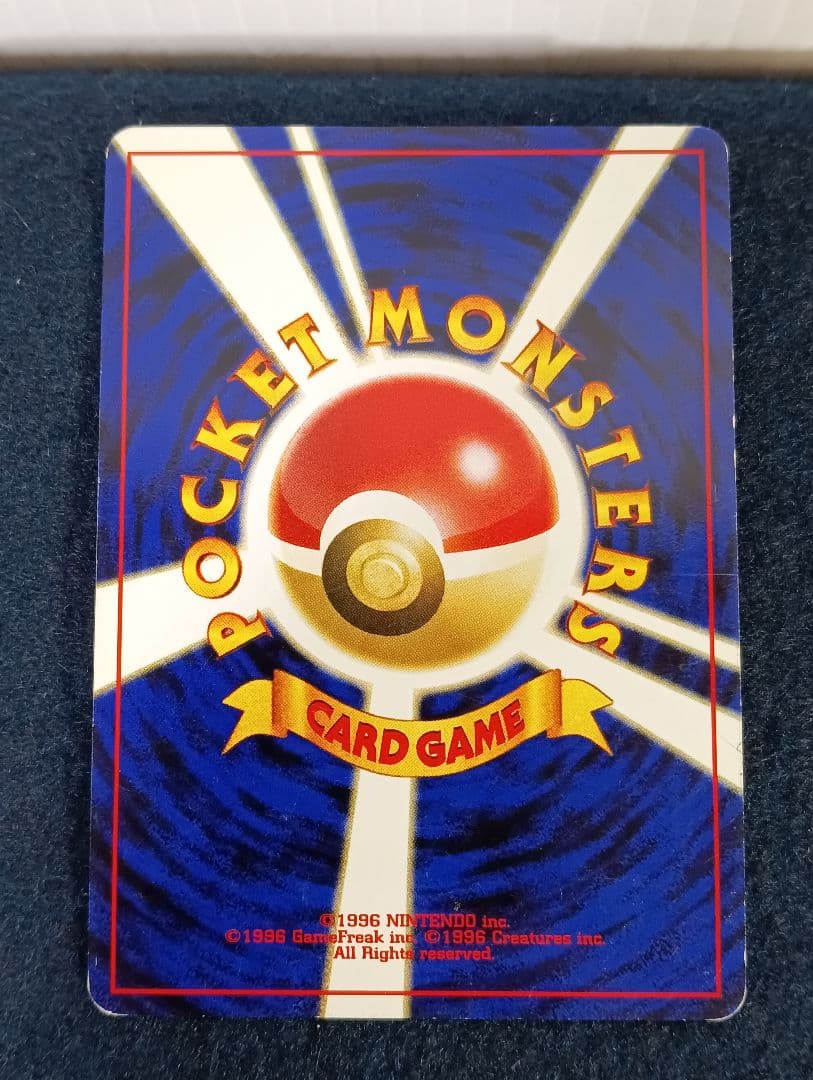 POCKET MONSTERS
CARD GAME
©1996 NINTENDO inc.
©1996 GameFreak inc. ©1996 Creatures inc.
All Rights reserved.